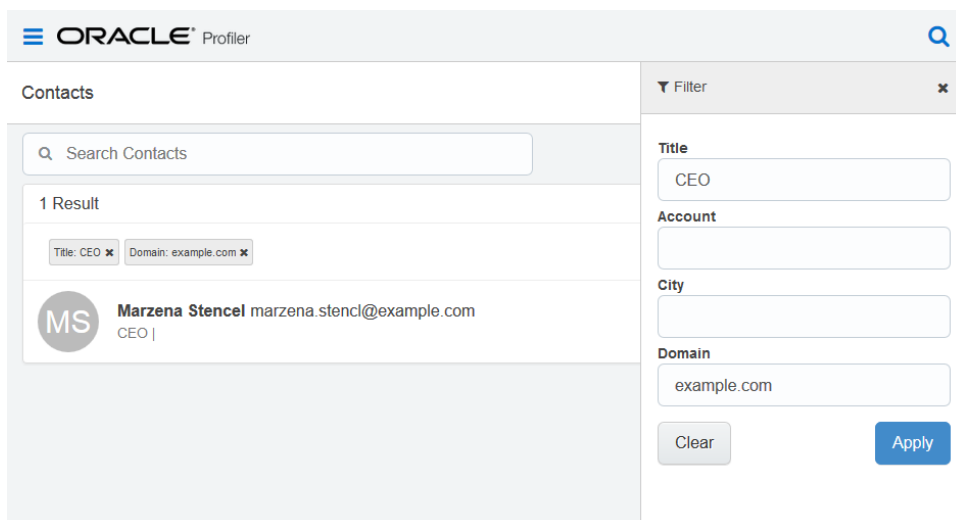 ORACLE® Profiler
Contacts
Search Contacts
1 Result
Title: CEO ✖ Domain: example.com ✖
MS
Marzena Stencel marzena.stencl@example.com
CEO |
Filter ✖
Title
CEO
Account
City
Domain
example.com
Clear
Apply